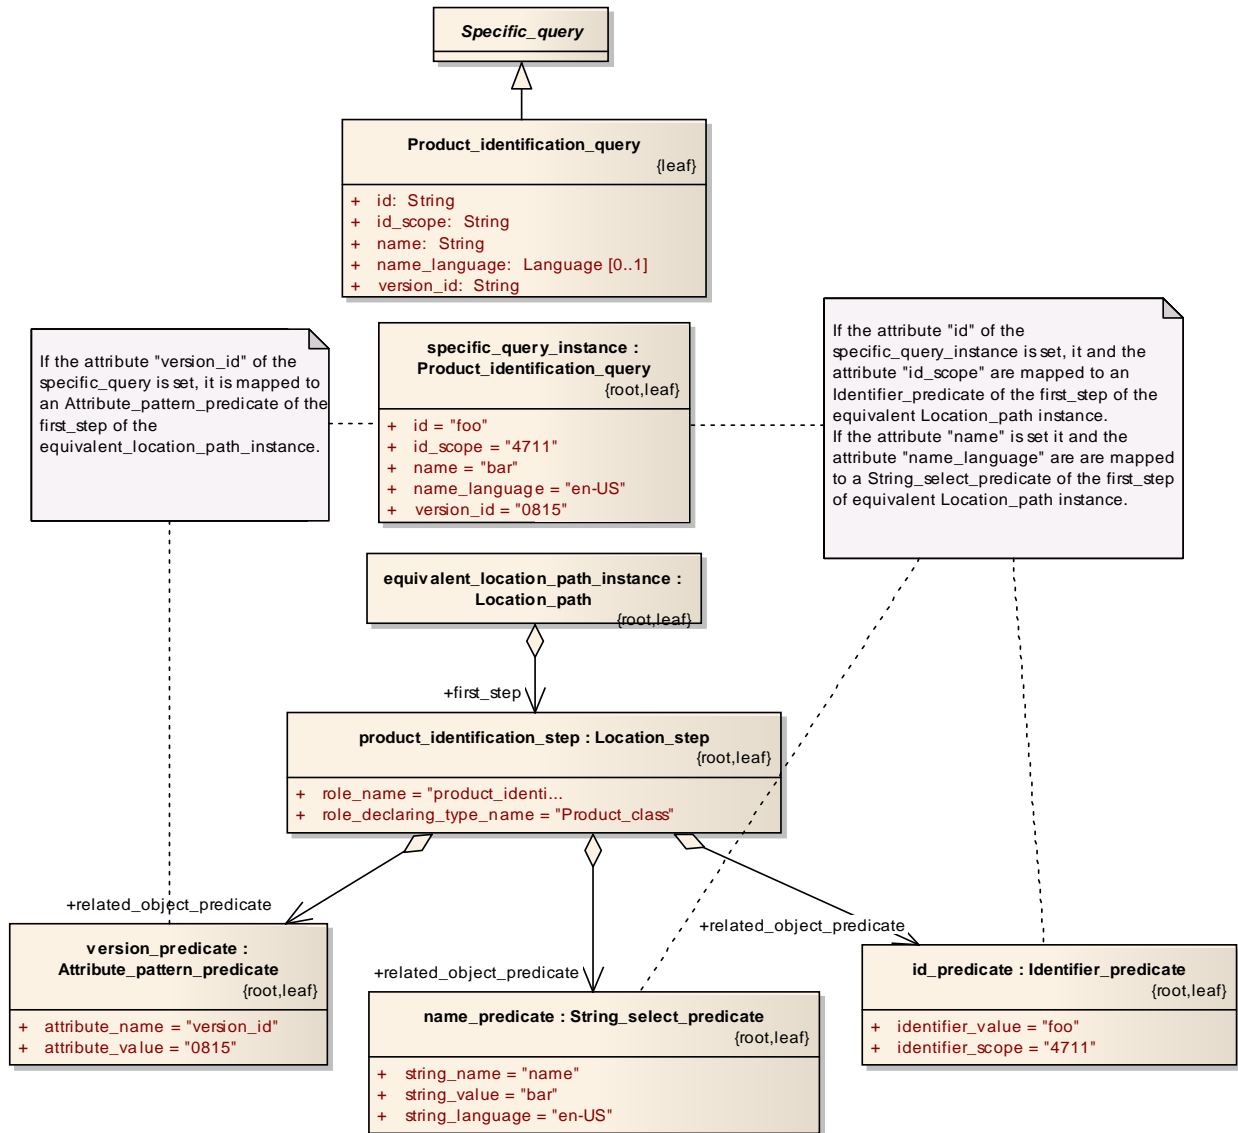 Specific_query
Product_identification_query
{leaf}
+ id: String
+ id_scope: String
+ name: String
+ name_language: Language [0..1]
+ version_id: String
If the attribute "version_id" of the
specific_query is set, it is mapped to
an Attribute_pattern_predicate of the
first_step of the
equivalent_location_path_instance.
specific_query_instance :
Product_identification_query
{root,leaf}
+ id = "foo"
+ id_scope = "4711"
+ name = "bar"
+ name_language = "en-US"
+ version_id = "0815"
If the attribute "id" of the
specific_query_instance is set, it and the
attribute "id_scope" are mapped to an
Identifier_predicate of the first_step of the
equivalent Location_path instance.
If the attribute "name" is set it and the
attribute "name_language" are are mapped
to a String_select_predicate of the first_step
of equivalent Location_path instance.
equivalent_location_path_instance :
Location_path
{root,leaf}
+first_step
product_identification_step : Location_step
{root,leaf}
+ role_name = "product_identi...
+ role_declaring_type_name = "Product_class"
+related_object_predicate
+related_object_predicate
+related_object_predicate
version_predicate :
Attribute_pattern_predicate
{root,leaf}
+ attribute_name = "version_id"
+ attribute_value = "0815"
name_predicate : String_select_predicate
{root,leaf}
+ string_name = "name"
+ string_value = "bar"
+ string_language = "en-US"
id_predicate : Identifier_predicate
{root,leaf}
+ identifier_value = "foo"
+ identifier_scope = "4711"